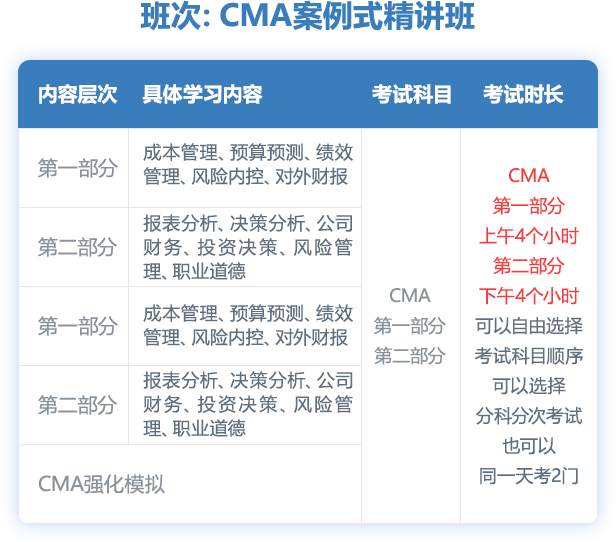 班次: CMA案例式精讲班
内容层次 具体学习内容 考试科目 考试时长
第一部分
成本管理、预算预测、绩效
管理、风险内控、对外财报
第二部分
报表分析、决策分析、公司
财务、投资决策、风险管
理、职业道德
第一部分
成本管理、预算预测、绩效
管理、风险内控、对外财报
第二部分
报表分析、决策分析、公司
财务、投资决策、风险管
理、职业道德
CMA强化模拟
CMA
第一部分
第二部分
CMA
第一部分
上午4个小时
第二部分
下午4个小时
可以自由选择
考试科目顺序
可以选择
分科分次考试
也可以
同一天考2门